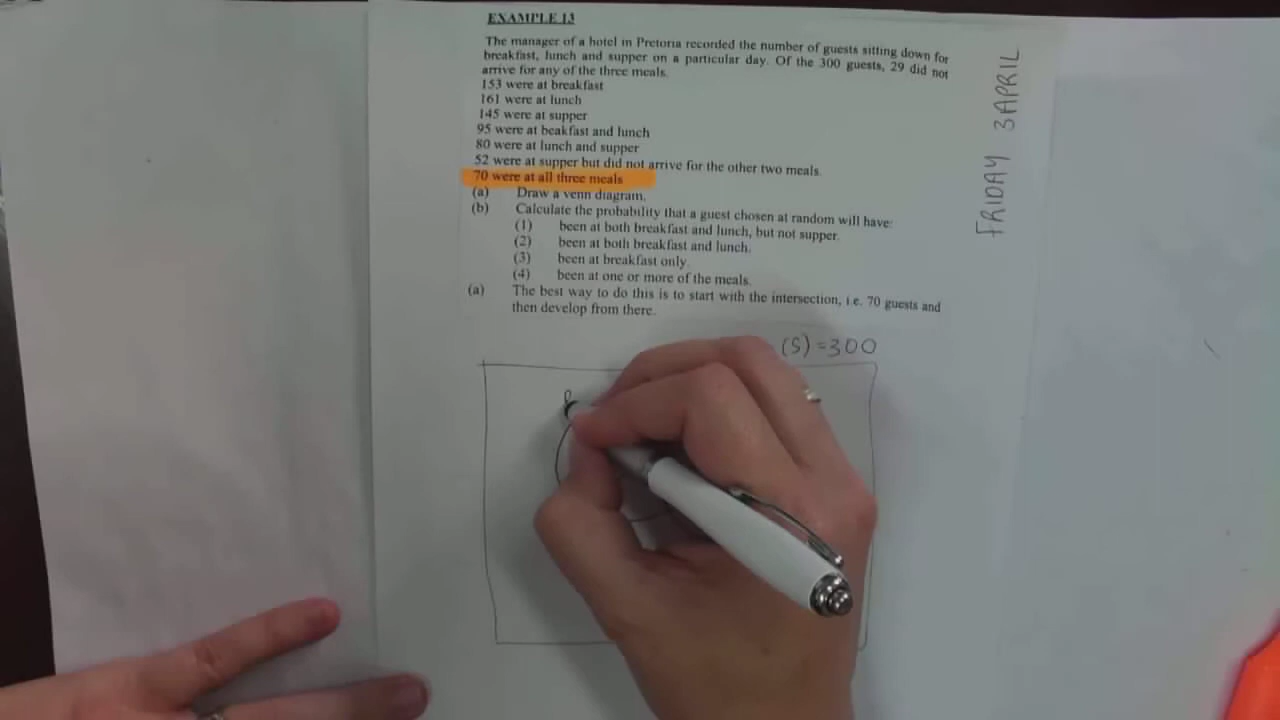 EXAMPLE 13
The manager of a hotel in Pretoria recorded the number of guests sitting down for
breakfast, lunch and supper on a particular day. Of the 300 guests, 29 did not
arrive for any of the three meals.
153 were at breakfast
161 were at lunch
145 were at supper
95 were at beakfast and lunch
80 were at lunch and supper
52 were at supper but did not arrive for the other two meals.
70 were at all three meals
(a) Draw a venn diagram.
(b) Calculate the probability that a guest chosen at random will have:
(1) been at both breakfast and lunch, but not supper.
(2) been at both breakfast and lunch.
(3) been at breakfast only.
(4) been at one or more of the meals.
(a) The best way to do this is to start with the intersection, i.e. 70 guests and
then develop from there.
(S) = 300
FRIDAY 3 APRIL